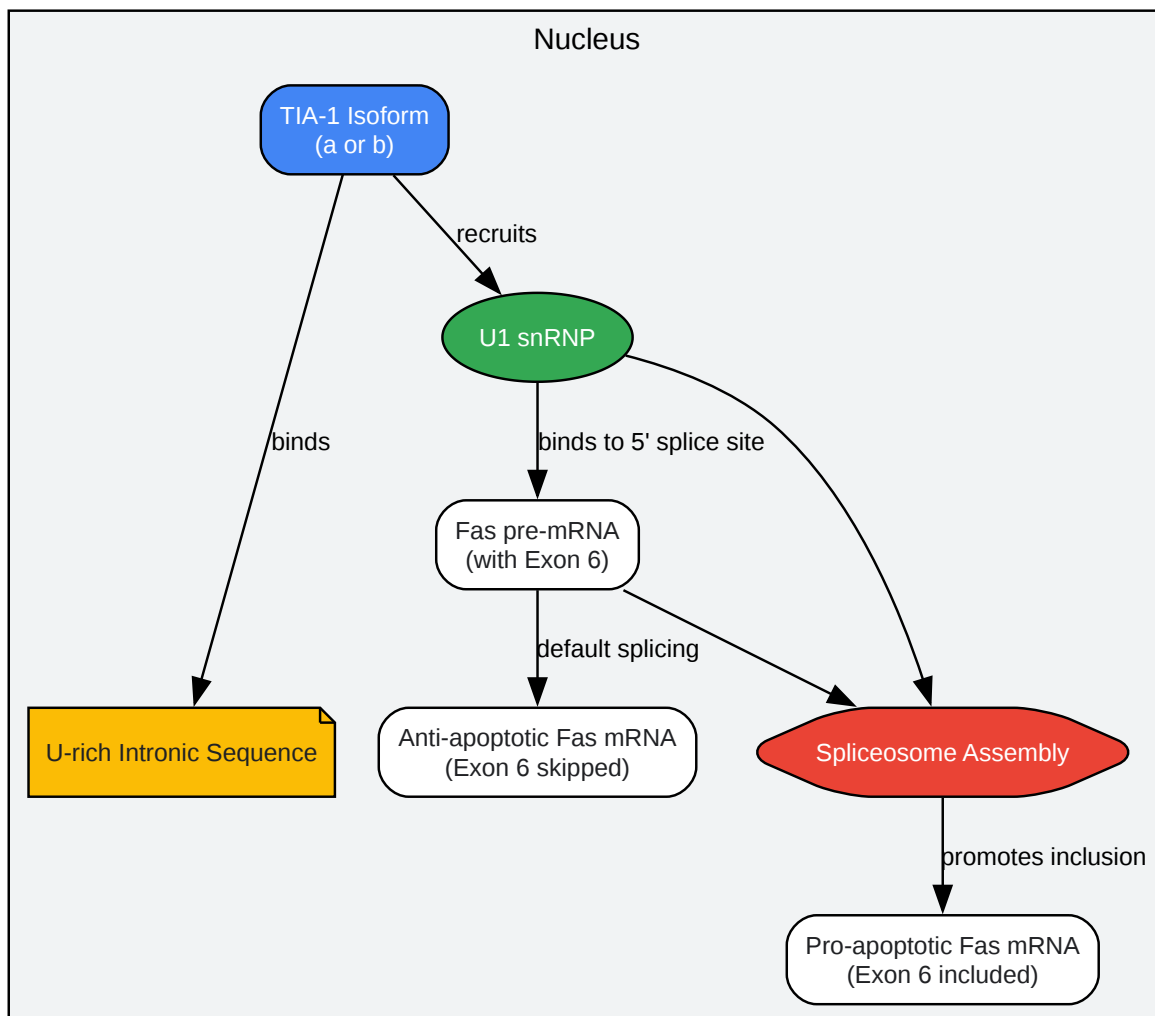 Nucleus
TIA-1 Isoform
(a or b)
recruits
U1 snRNP
binds
binds to 5' splice site
Fas pre-mRNA
(with Exon 6)
default splicing
U-rich Intronic Sequence
Anti-apoptotic Fas mRNA
(Exon 6 skipped)
Spliceosome Assembly
promotes inclusion
Pro-apoptotic Fas mRNA
(Exon 6 included)